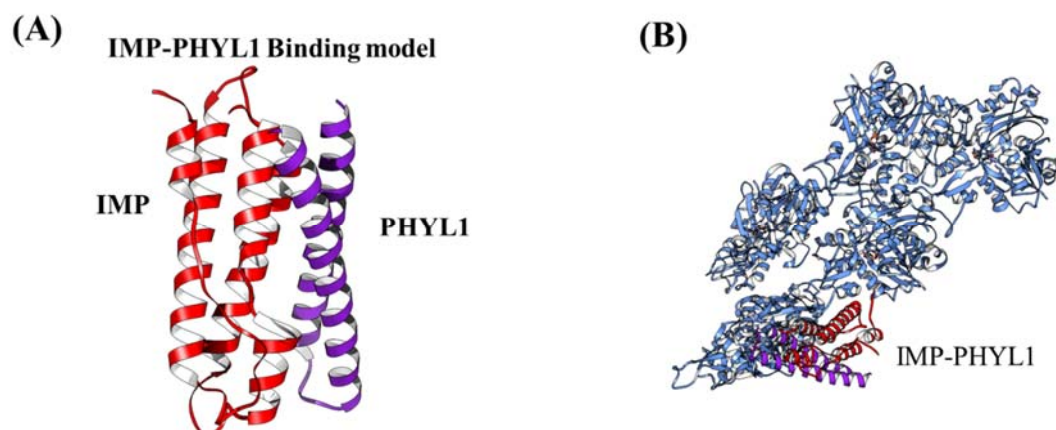 (A)
IMP-PHYL1 Binding model
IMP
PHYL1
(B)
IMP-PHYL1